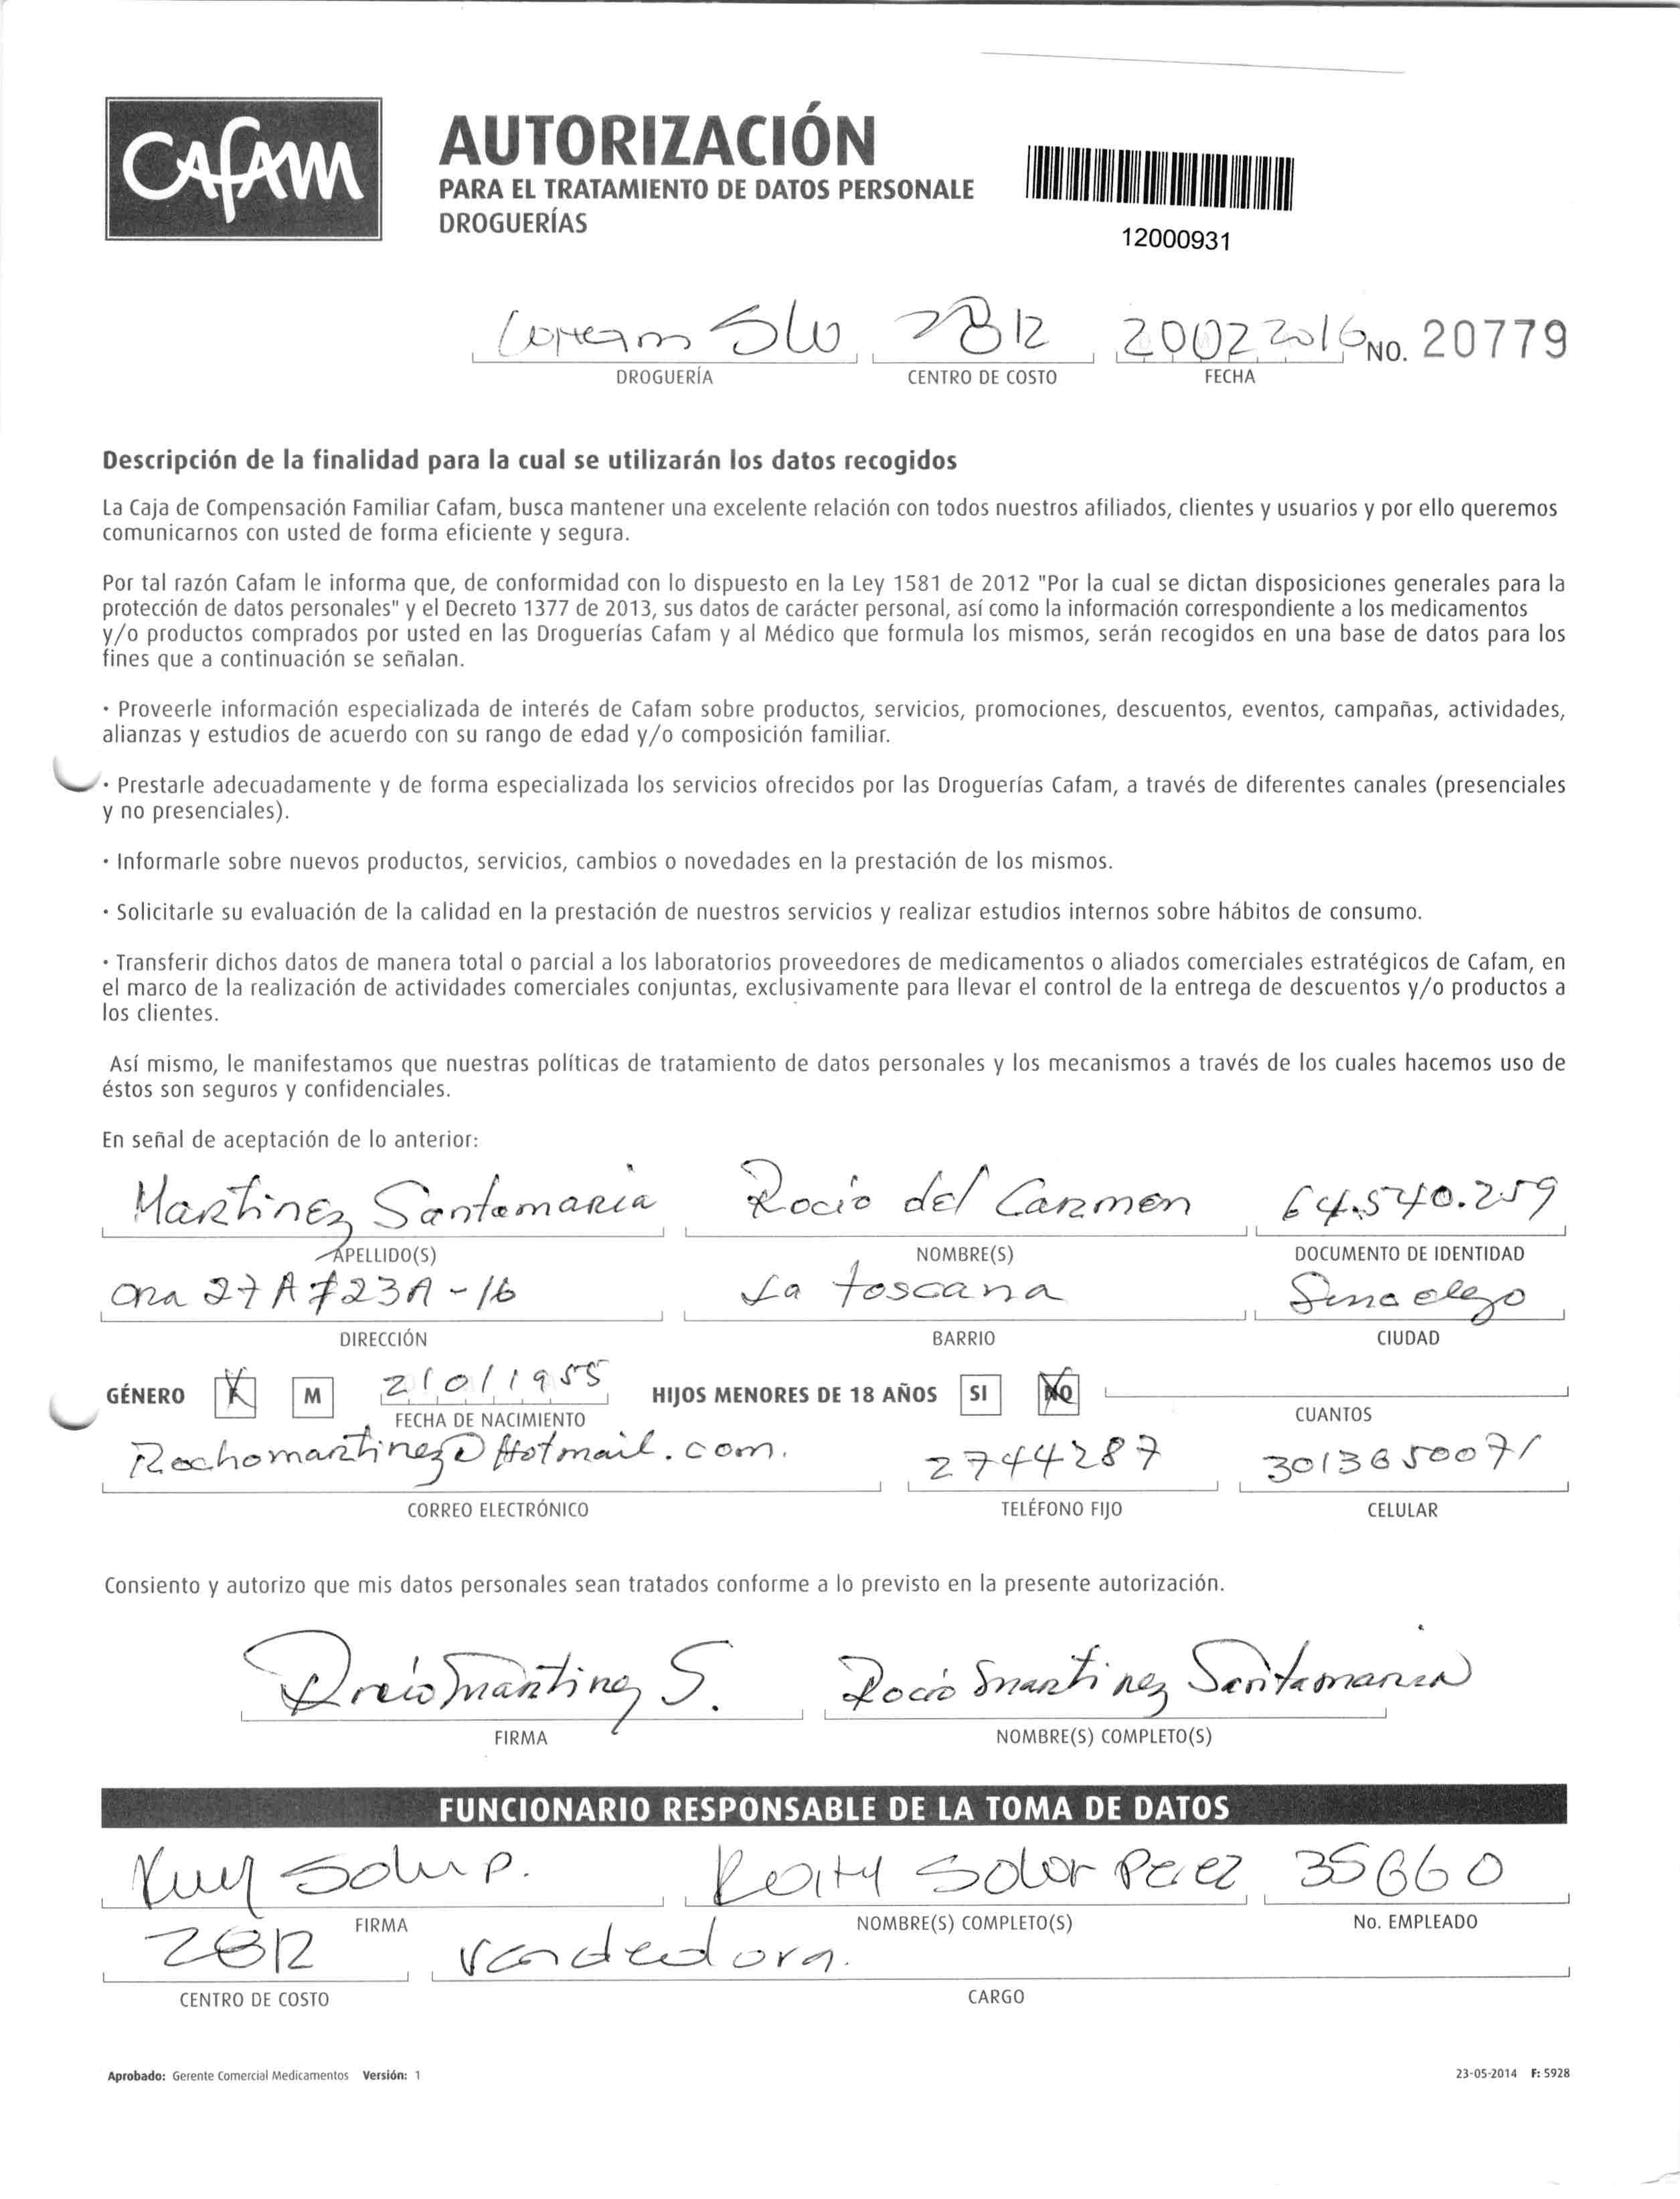 CAFAM
AUTORIZACIÓN
PARA EL TRATAMIENTO DE DATOS PERSONALE
DROGUERÍAS
12000931
Slw 2812 20022016 NO. 20779
DROGUERÍA CENTRO DE COSTO FECHA
Descripción de la finalidad para la cual se utilizarán los datos recogidos
La Caja de Compensación Familiar Cafam, busca mantener una excelente relación con todos nuestros afiliados, clientes y usuarios y por ello queremos
comunicarnos con usted de forma eficiente y segura.
Por tal razón Cafam le informa que, de conformidad con lo dispuesto en la Ley 1581 de 2012 "Por la cual se dictan disposiciones generales para la
protección de datos personales" y el Decreto 1377 de 2013, sus datos de carácter personal, así como la información correspondiente a los medicamentos
y/o productos comprados por usted en las Droguerías Cafam y al Médico que formula los mismos, serán recogidos en una base de datos para los
fines que a continuación se señalan.
· Proveerle información especializada de interés de Cafam sobre productos, servicios, promociones, descuentos, eventos, campañas, actividades,
alianzas y estudios de acuerdo con su rango de edad y/o composición familiar.
· Prestarle adecuadamente y de forma especializada los servicios ofrecidos por las Droguerías Cafam, a través de diferentes canales (presenciales
y no presenciales).
· Informarle sobre nuevos productos, servicios, cambios o novedades en la prestación de los mismos.
· Solicitarle su evaluación de la calidad en la prestación de nuestros servicios y realizar estudios internos sobre hábitos de consumo.
· Transferir dichos datos de manera total o parcial a los laboratorios proveedores de medicamentos o aliados comerciales estratégicos de Cafam, en
el marco de la realización de actividades comerciales conjuntas, exclusivamente para llevar el control de la entrega de descuentos y/o productos a
los clientes.
Así mismo, le manifestamos que nuestras políticas de tratamiento de datos personales y los mecanismos a través de los cuales hacemos uso de
éstos son seguros y confidenciales.
En señal de aceptación de lo anterior:
Martinez Santamaria Rocio del Carmen 64.540.259
APELLIDO(S) NOMBRE(S) DOCUMENTO DE IDENTIDAD
Cra 27A #23A-16 La toscana Sincelejo
DIRECCIÓN BARRIO CIUDAD
GÉNERO X M 21011955 HIJOS MENORES DE 18 AÑOS SI NO
FECHA DE NACIMIENTO CUANTOS
Rochomartinez@Hotmail.com. 2744287 3013650071
CORREO ELECTRÓNICO TELÉFONO FIJO CELULAR
Consiento y autorizo que mis datos personales sean tratados conforme a lo previsto en la presente autorización.
Rocio Martinez S. Rocio Martinez Santamaria
FIRMA NOMBRE(S) COMPLETO(S)
FUNCIONARIO RESPONSABLE DE LA TOMA DE DATOS
Solar P. Solar Perez 35660
FIRMA NOMBRE(S) COMPLETO(S) No. EMPLEADO
2812 Vendedora.
CENTRO DE COSTO CARGO
Aprobado: Gerente Comercial Medicamentos Versión: 1 23-05-2014 F: 5928